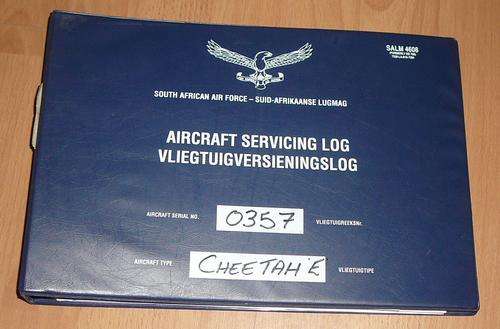 SALM 4608
SOUTH AFRICAN AIR FORCE – SUID-AFRIKAANSE LUGMAG
AIRCRAFT SERVICING LOG
VLIEGTUIGVERSIENINGSLOG
AIRCRAFT SERIAL NO. 0357 VLIEGTUIGREEKSNr.
AIRCRAFT TYPE CHEETAH 'E' VLIEGTUIGTIPE